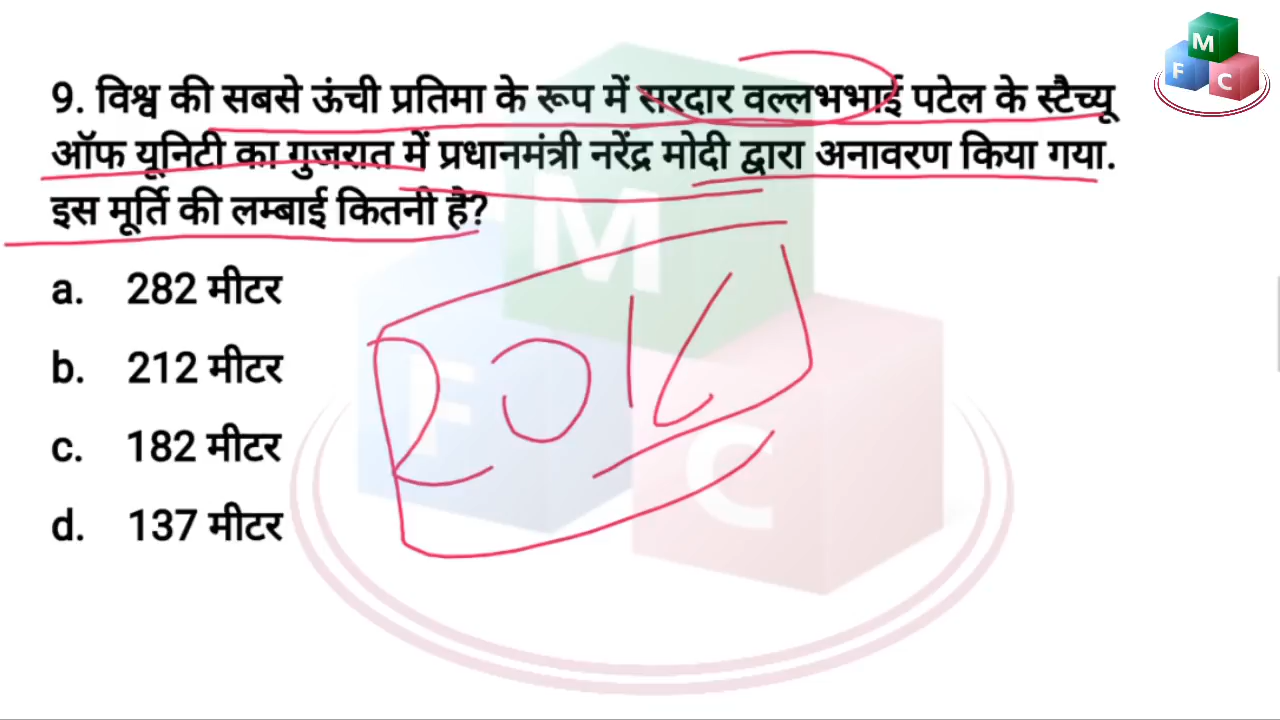 9. विश्व की सबसे ऊंची प्रतिमा के रूप में सरदार वल्लभभाई पटेल के स्टैच्यू
ऑफ यूनिटी का गुजरात में प्रधानमंत्री नरेंद्र मोदी द्वारा अनावरण किया गया.
इस मूर्ति की लम्बाई कितनी है?
a. 282 मीटर
b. 212 मीटर
c. 182 मीटर
d. 137 मीटर
M
F
C
M
F
C